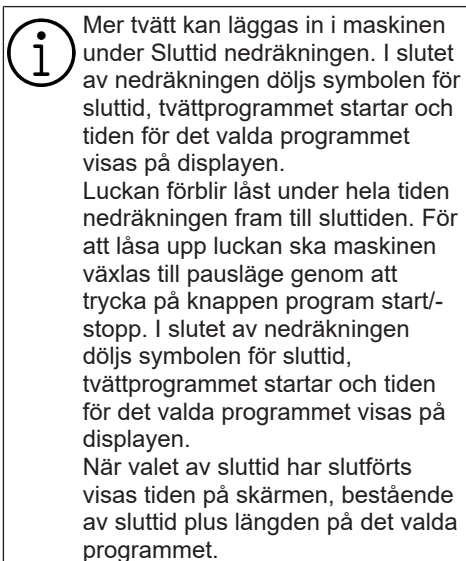 Mer tvätt kan läggas in i maskinen
under Sluttid nedräkningen. I slutet
av nedräkningen döljs symbolen för
sluttid, tvättprogrammet startar och
tiden för det valda programmet
visas på displayen.
Luckan förblir låst under hela tiden
nedräkningen fram till sluttiden. För
att låsa upp luckan ska maskinen
växlas till pausläge genom att
trycka på knappen program start/-
stopp. I slutet av nedräkningen
döljs symbolen för sluttid,
tvättprogrammet startar och tiden
för det valda programmet visas på
displayen.
När valet av sluttid har slutförts
visas tiden på skärmen, bestående
av sluttid plus längden på det valda
programmet.